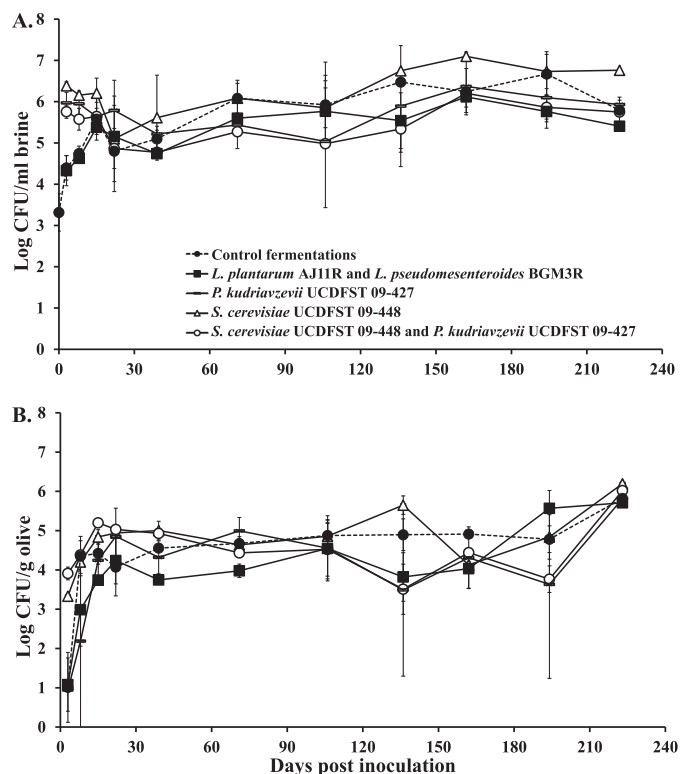 A.
8
7
6
5
4
3
2
1
0
Log CFU/ml brine
Control fermentations
L. plantarum AJ11R and L. pseudomesenteroides BGM3R
P. kudriavzevii UCDFST 09-427
S. cerevisiae UCDFST 09-448
S. cerevisiae UCDFST 09-448 and P. kudriavzevii UCDFST 09-427
0 30 60 90 120 150 180 210 240
B.
8
7
6
5
4
3
2
1
0
Log CFU/g olive
0 30 60 90 120 150 180 210 240
Days post inoculation